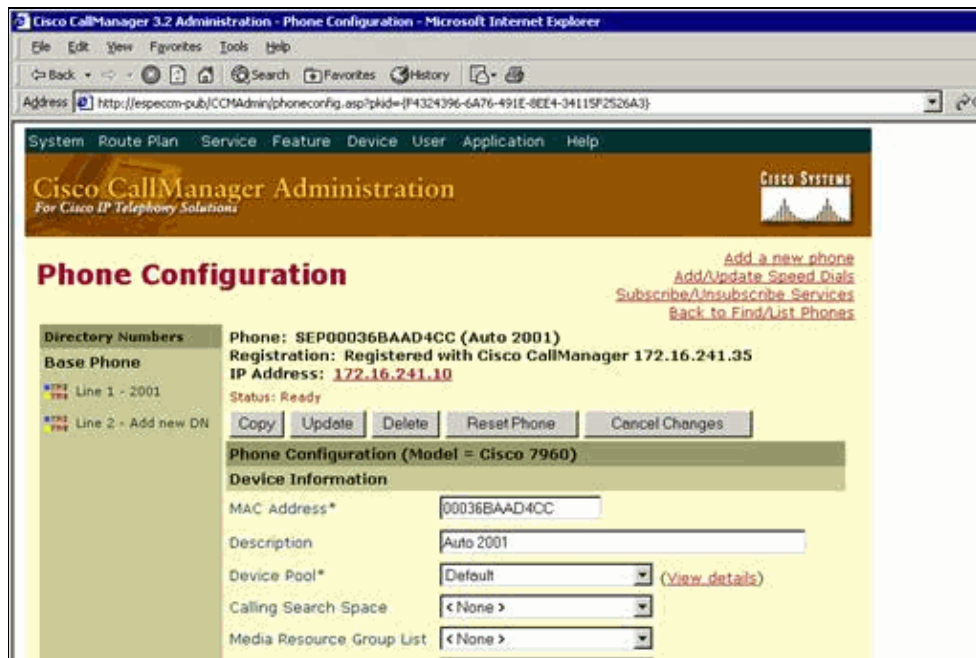 Cisco CallManager 3.2 Administration - Phone Configuration - Microsoft Internet Explorer
File Edit View Favorites Tools Help
Back Search Favorites History
Address http://especcm-pub/CCMAdmin/phoneconfig.asp?pkid={F4324396-6A76-491E-8EE4-34115F2526A3}
System Route Plan Service Feature Device User Application Help
Cisco CallManager Administration
For Cisco IP Telephony Solutions
CISCO SYSTEMS
Phone Configuration
Add a new phone
Add/Update Speed Dials
Subscribe/Unsubscribe Services
Back to Find/List Phones
Directory Numbers
Base Phone
Line 1 - 2001
Line 2 - Add new DN
Phone: SEP00036BAAD4CC (Auto 2001)
Registration: Registered with Cisco CallManager 172.16.241.35
IP Address: 172.16.241.10
Status: Ready
Copy Update Delete Reset Phone Cancel Changes
Phone Configuration (Model = Cisco 7960)
Device Information
MAC Address* 00036BAAD4CC
Description Auto 2001
Device Pool* Default (View details)
Calling Search Space < None >
Media Resource Group List < None >